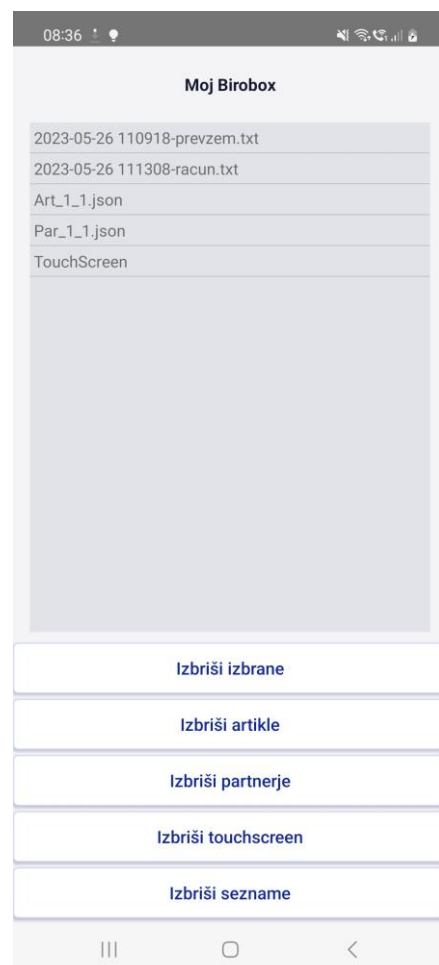 08:36
Moj Birobox
2023-05-26 110918-prevzem.txt
2023-05-26 111308-racun.txt
Art_1_1.json
Par_1_1.json
TouchScreen
Izbriši izbrane
Izbriši artikle
Izbriši partnerje
Izbriši touchscreen
Izbriši sezname